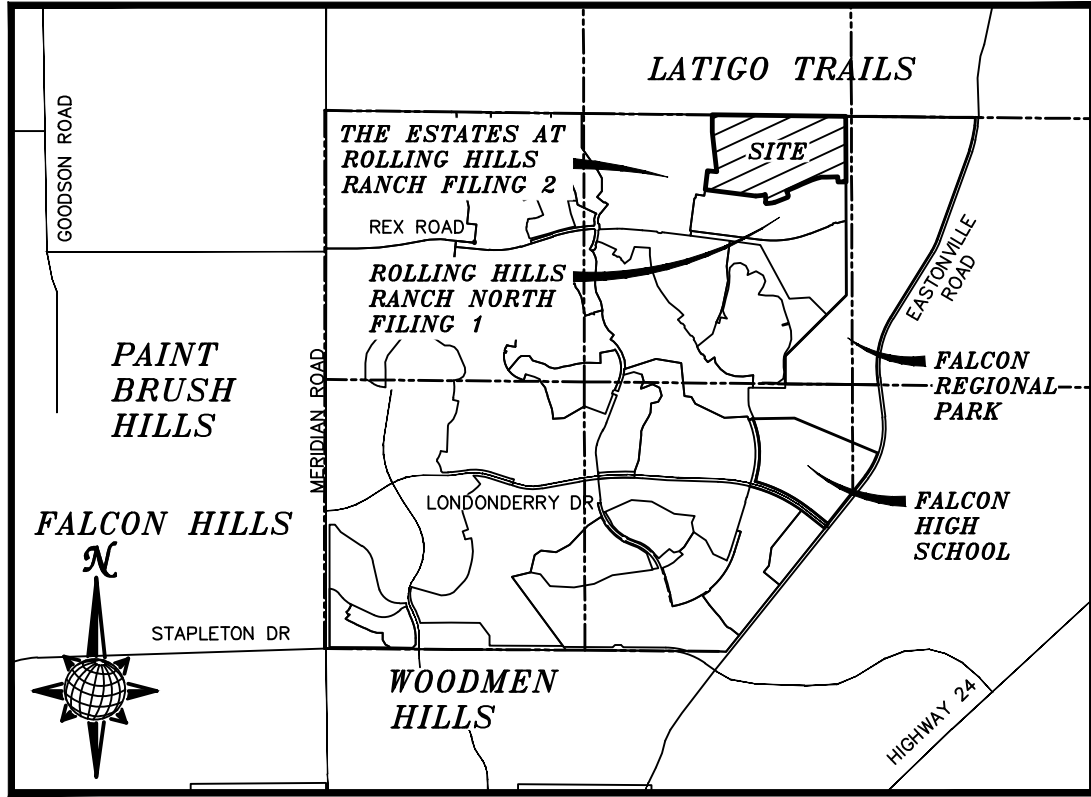 LATIGO TRAILS
GOODSON ROAD
THE ESTATES AT
ROLLING HILLS
RANCH FILING 2
SITE
REX ROAD
EASTONVILLE
ROAD
ROLLING HILLS
RANCH NORTH
FILING 1
PAINT
BRUSH
HILLS
MERIDIAN ROAD
FALCON
REGIONAL
PARK
LONDONDERRY DR
FALCON HILLS
FALCON
HIGH
SCHOOL
N
STAPLETON DR
WOODMEN
HILLS
HIGHWAY 24